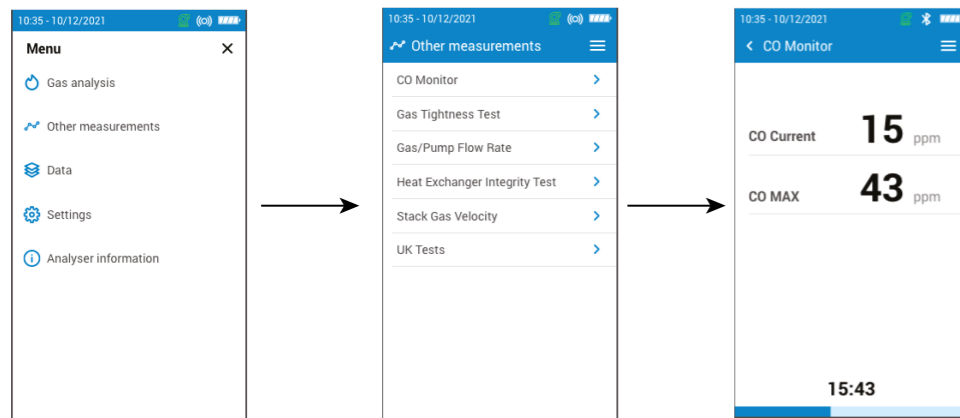 10:35 - 10/12/2021
Menu
Gas analysis
Other measurements
Data
Settings
Analyser information
10:35 - 10/12/2021
Other measurements
CO Monitor
Gas Tightness Test
Gas/Pump Flow Rate
Heat Exchanger Integrity Test
Stack Gas Velocity
UK Tests
10:35 - 10/12/2021
CO Monitor
CO Current 15 ppm
CO MAX 43 ppm
15:43